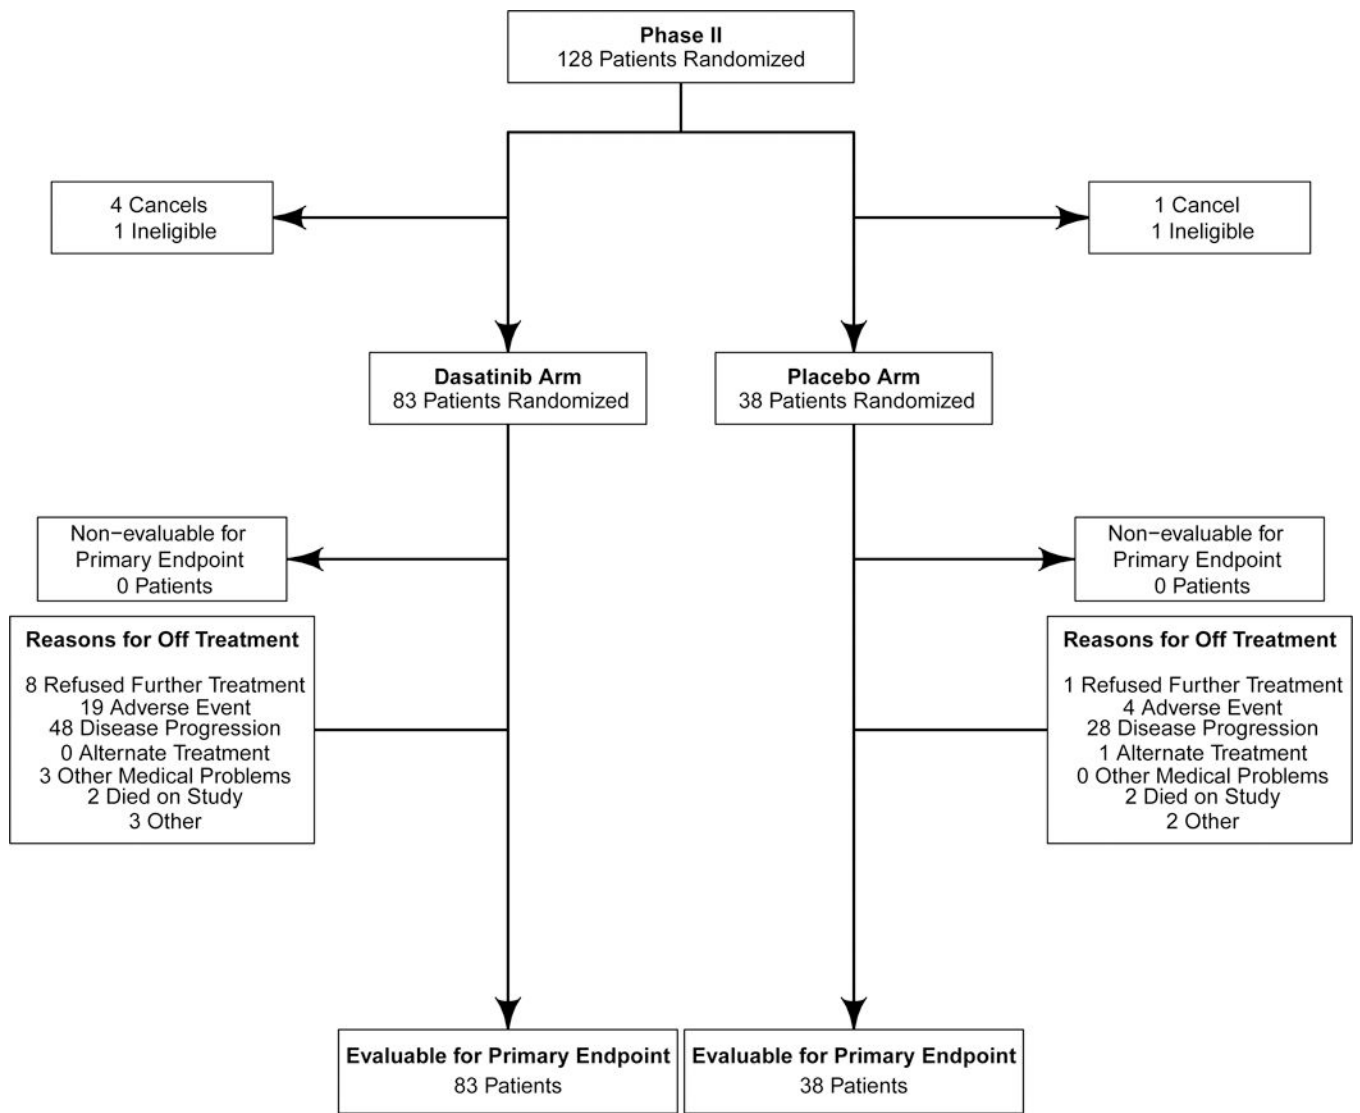 Phase II
128 Patients Randomized
4 Cancels
1 Ineligible
1 Cancel
1 Ineligible
Dasatinib Arm
83 Patients Randomized
Placebo Arm
38 Patients Randomized
Non−evaluable for
Primary Endpoint
0 Patients
Non−evaluable for
Primary Endpoint
0 Patients
Reasons for Off Treatment
8 Refused Further Treatment
19 Adverse Event
48 Disease Progression
0 Alternate Treatment
3 Other Medical Problems
2 Died on Study
3 Other
Reasons for Off Treatment
1 Refused Further Treatment
4 Adverse Event
28 Disease Progression
1 Alternate Treatment
0 Other Medical Problems
2 Died on Study
2 Other
Evaluable for Primary Endpoint
83 Patients
Evaluable for Primary Endpoint
38 Patients